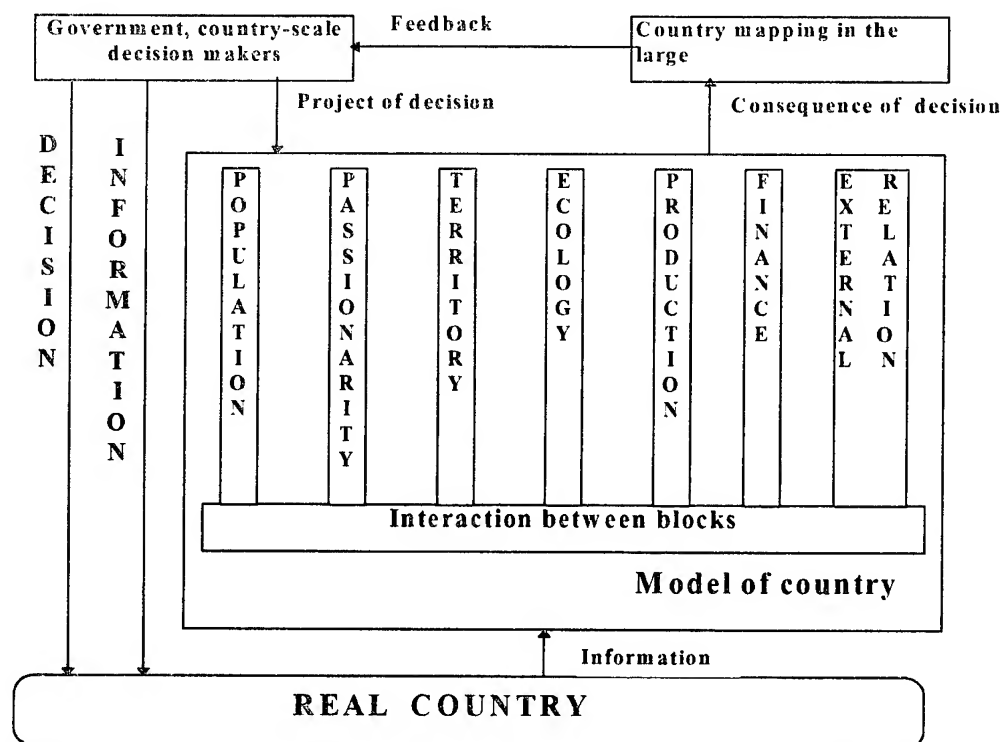 Government, country-scale
decision makers
Feedback
Country mapping in the
large
Project of decision
Consequence of decision
DECISION
INFORMATION
POPULATION
PASSIONARITY
TERRITORY
ECOLOGY
PRODUCTION
FINANCE
EXTERNAL
RELATION
Interaction between blocks
Model of country
Information
REAL COUNTRY